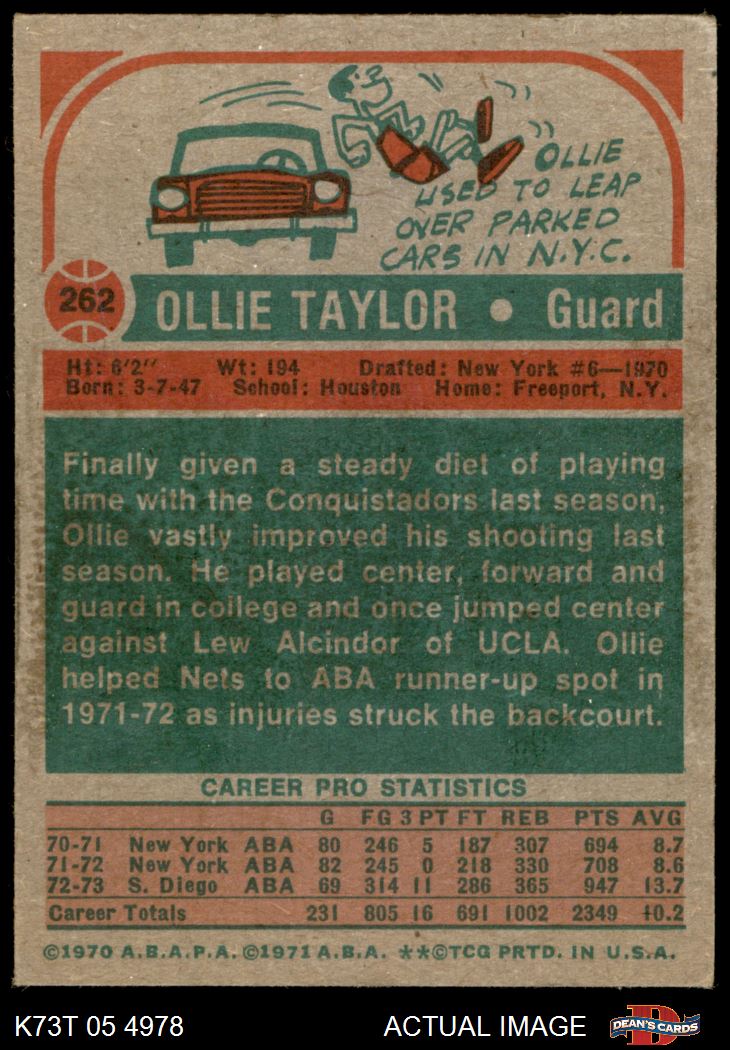 OLLIE
USED TO LEAP
OVER PARKED
CARS IN N.Y.C.
262 OLLIE TAYLOR • Guard
Ht: 6'2" Wt: 194 Drafted: New York #6—1970
Born: 3-7-47 School: Houston Home: Freeport, N.Y.
Finally given a steady diet of playing
time with the Conquistadors last season,
Ollie vastly improved his shooting last
season. He played center, forward and
guard in college and once jumped center
against Lew Alcindor of UCLA. Ollie
helped Nets to ABA runner-up spot in
1971-72 as injuries struck the backcourt.
CAREER PRO STATISTICS
G FG 3 PT FT REB PTS AVG
70-71 New York ABA 80 246 5 187 307 694 8.7
71-72 New York ABA 82 245 0 218 330 708 8.6
72-73 S. Diego ABA 69 314 11 286 365 947 13.7
Career Totals 231 805 16 691 1002 2349 10.2
©1970 A.B.A.P.A. ©1971 A.B.A. **©TCG PRTD. IN U.S.A.
K73T 05 4978 ACTUAL IMAGE D DEAN'S CARDS